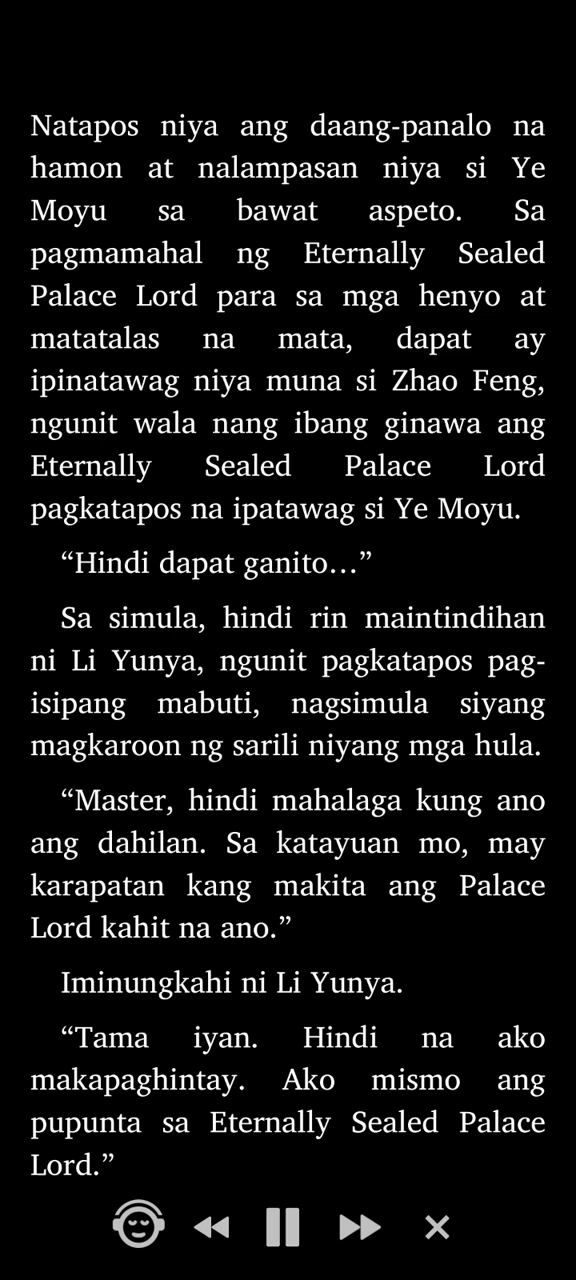 Natapos niya ang daang-panalo na
hamon at nalampasan niya si Ye
Moyu sa bawat aspeto. Sa
pagmamahal ng Eternally Sealed
Palace Lord para sa mga henyo at
matatalas na mata, dapat ay
ipinatawag niya muna si Zhao Feng,
ngunit wala nang ibang ginawa ang
Eternally Sealed Palace Lord
pagkatapos na ipatawag si Ye Moyu.
“Hindi dapat ganito…”
Sa simula, hindi rin maintindihan
ni Li Yunya, ngunit pagkatapos pag-
isipang mabuti, nagsimula siyang
magkaroon ng sarili niyang mga hula.
“Master, hindi mahalaga kung ano
ang dahilan. Sa katayuan mo, may
karapatan kang makita ang Palace
Lord kahit na ano.”
Iminungkahi ni Li Yunya.
“Tama iyan. Hindi na ako
makapaghintay. Ako mismo ang
pupunta sa Eternally Sealed Palace
Lord.”